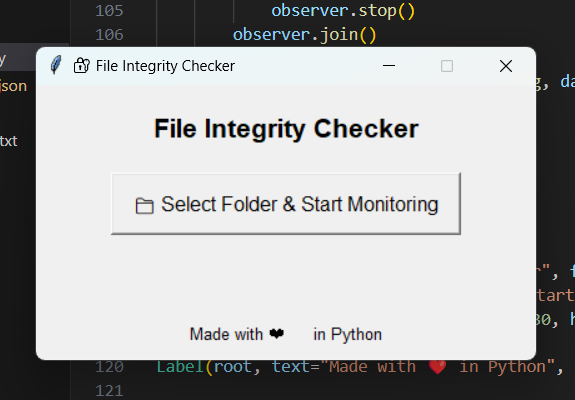 105 observer.stop()
106 observer.join()
🔐 File Integrity Checker
y
g, da
json
File Integrity Checker
txt
📁 Select Folder & Start Monitoring
", f
tart
30, h
Made with ❤ in Python
120 Label(root, text="Made with ❤️ in Python",
121